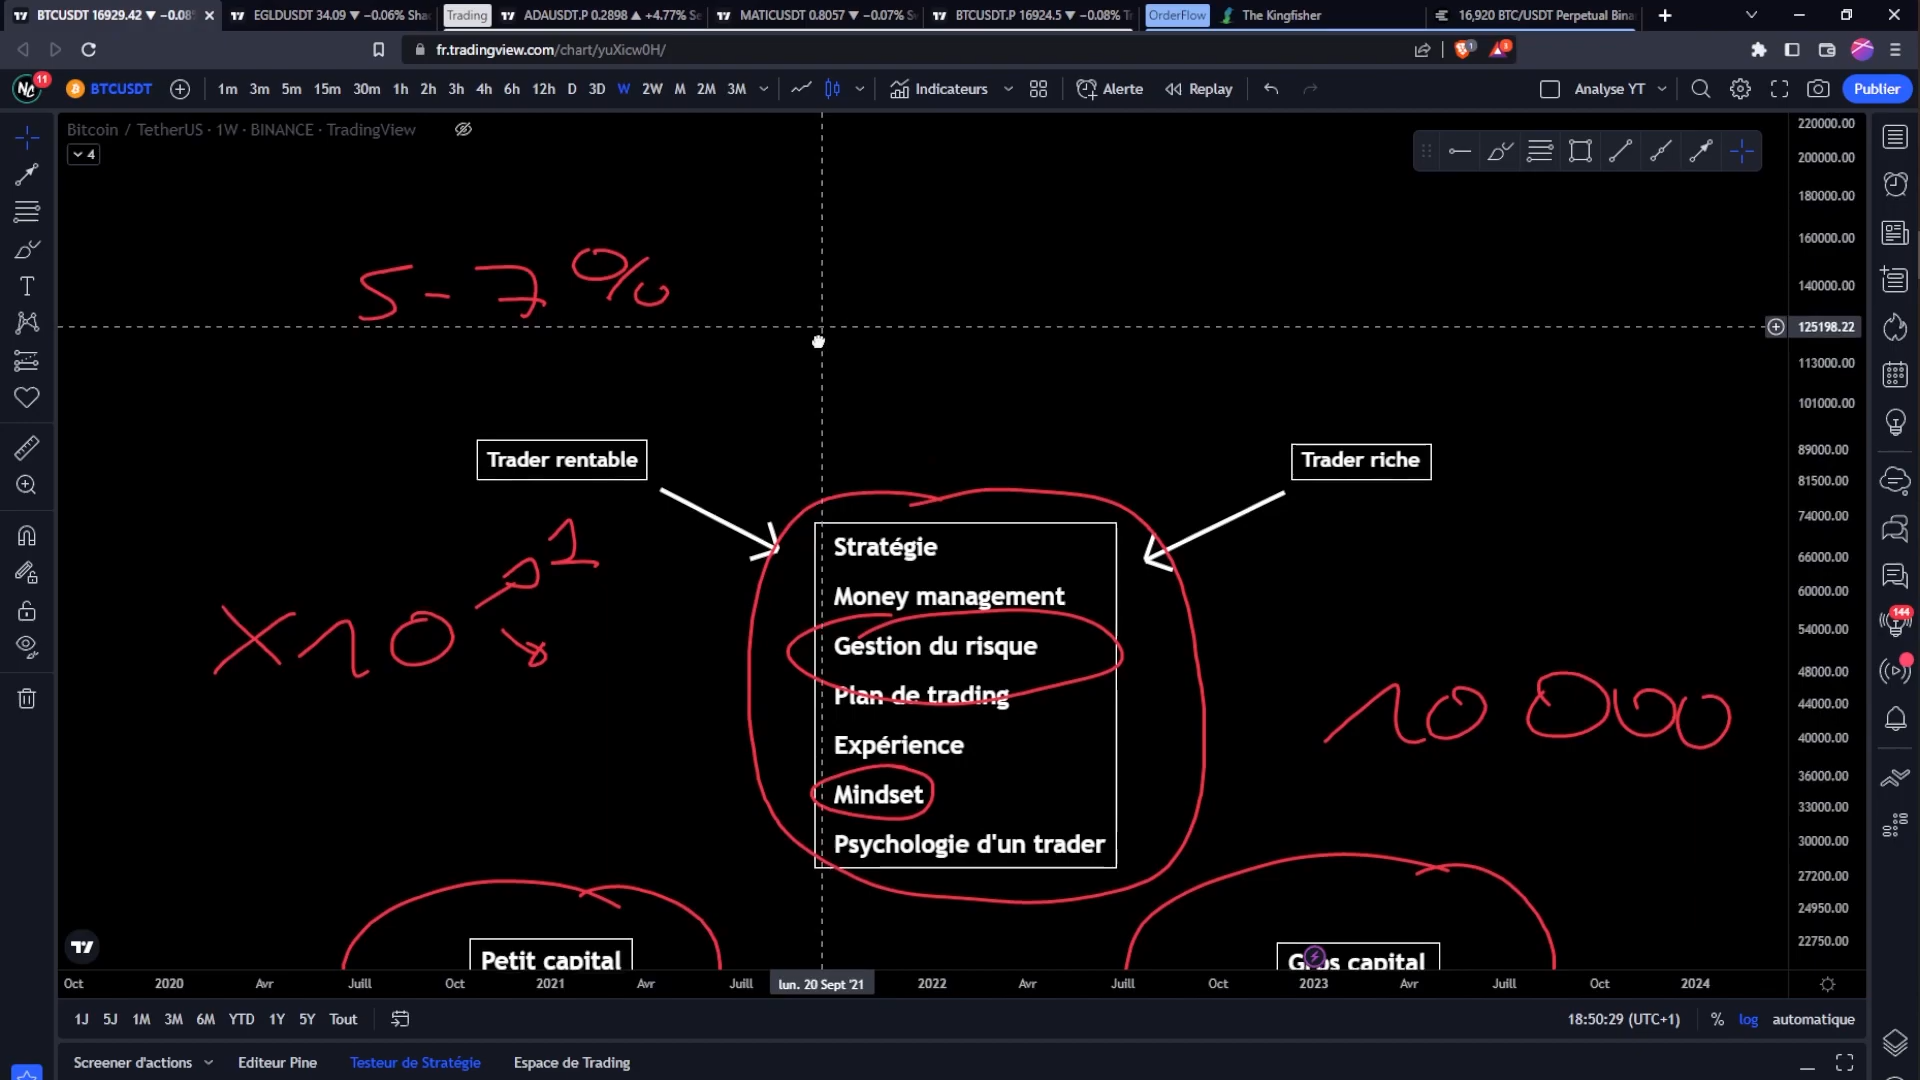 BTCUSDT 16929.42 ▼ −0.08
EGLDUSDT 34.09 ▼ −0.06% Sha
Trading
ADAUSDT.P 0.2898 ▲ +4.77% Se
MATICUSDT 0.8057 ▼ −0.07% S
BTCUSDT.P 16924.5 ▼ −0.08% T
OrderFlow
The Kingfisher
16,920 BTC/USDT Perpetual Bina
fr.tradingview.com/chart/yuXicw0H/
11
BTCUSDT
1m 3m 5m 15m 30m 1h 2h 3h 4h 6h 12h D 3D W 2W M 2M 3M
Indicateurs
Alerte
Replay
Analyse YT
Publier
Bitcoin / TetherUS · 1W · BINANCE · TradingView
4
220000.00
200000.00
180000.00
160000.00
140000.00
125198.22
113000.00
101000.00
89000.00
81500.00
74000.00
66000.00
60000.00
54000.00
48000.00
44000.00
40000.00
36000.00
33000.00
30000.00
27200.00
24950.00
22750.00
144
5-7%
Trader rentable
Trader riche
Stratégie
Money management
Gestion du risque
Plan de trading
Expérience
Mindset
Psychologie d'un trader
x10
1
10 000
Petit capital
Gros capital
Oct 2020 Avr Juill Oct 2021 Avr Juill lun. 20 Sept '21 2022 Avr Juill Oct 2023 Avr Juill Oct 2024
1J 5J 1M 3M 6M YTD 1Y 5Y Tout
18:50:29 (UTC+1) % log automatique
Screener d'actions Editeur Pine Testeur de Stratégie Espace de Trading